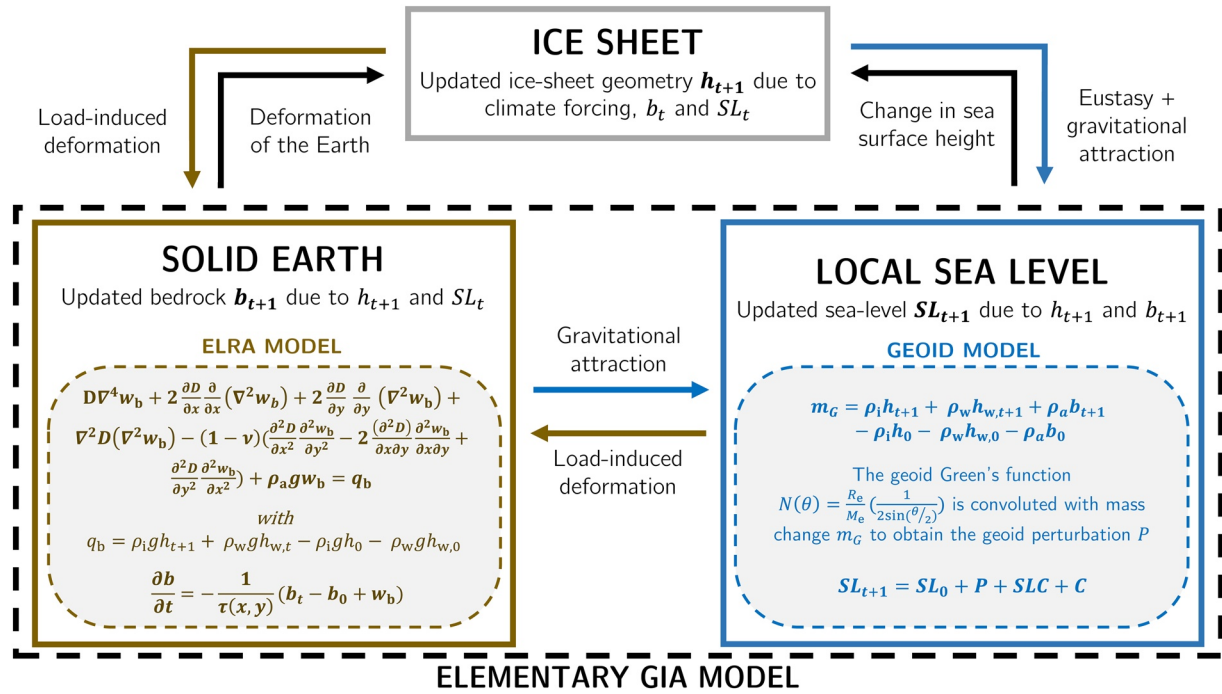 ICE SHEET
Updated ice-sheet geometry h_{t+1} due to
climate forcing, b_t and SL_t
Load-induced
deformation
Deformation
of the Earth
Change in sea
surface height
Eustasy +
gravitational
attraction
SOLID EARTH
Updated bedrock b_{t+1} due to h_{t+1} and SL_t
ELRA MODEL
D∇⁴w_b + 2 ∂D/∂x ∂/∂x (∇²w_b) + 2 ∂D/∂y ∂/∂y (∇²w_b) +
∇²D(∇²w_b) − (1 − ν)(∂²D/∂x² ∂²w_b/∂y² − 2 (∂²D)/∂x∂y ∂²w_b/∂x∂y +
∂²D/∂y² ∂²w_b/∂x²) + ρ_a g w_b = q_b
with
q_b = ρ_i g h_{t+1} + ρ_w g h_{w,t} − ρ_i g h_0 − ρ_w g h_{w,0}
∂b/∂t = − 1/τ(x, y) (b_t − b_0 + w_b)
Gravitational
attraction
Load-induced
deformation
LOCAL SEA LEVEL
Updated sea-level SL_{t+1} due to h_{t+1} and b_{t+1}
GEOID MODEL
m_G = ρ_i h_{t+1} + ρ_w h_{w,t+1} + ρ_a b_{t+1}
− ρ_i h_0 − ρ_w h_{w,0} − ρ_a b_0
The geoid Green's function
N(θ) = R_e/M_e (1/2sin(θ/2)) is convoluted with mass
change m_G to obtain the geoid perturbation P
SL_{t+1} = SL_0 + P + SLC + C
ELEMENTARY GIA MODEL